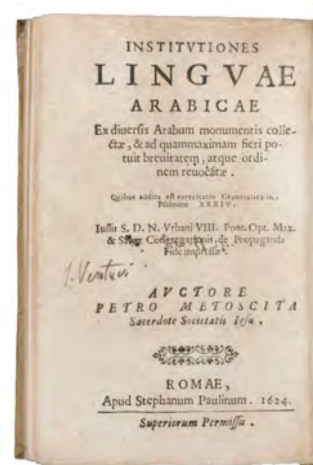 INSTITVTIONES
LINGVAE
ARABICAE
Ex diuersis Arabum monumentis colle-
ctæ, & ad quammaximam fieri po-
tuit breuitatem, atque ordi-
nem reuocatæ.
Quibus addita est exercitatio Grammatica in
Psalmum XXXIV.
Iussu S. D. N. Vrbani VIII. Pont. Opt. Max.
& Sacræ Congregationis de Propaganda
Fide impressæ.
AVCTORE
PETRO METOSCITA
Sacerdote Societatis Iesu.
ROMAE,
Apud Stephanum Paulinum. 1624.
Superiorum Permissu.